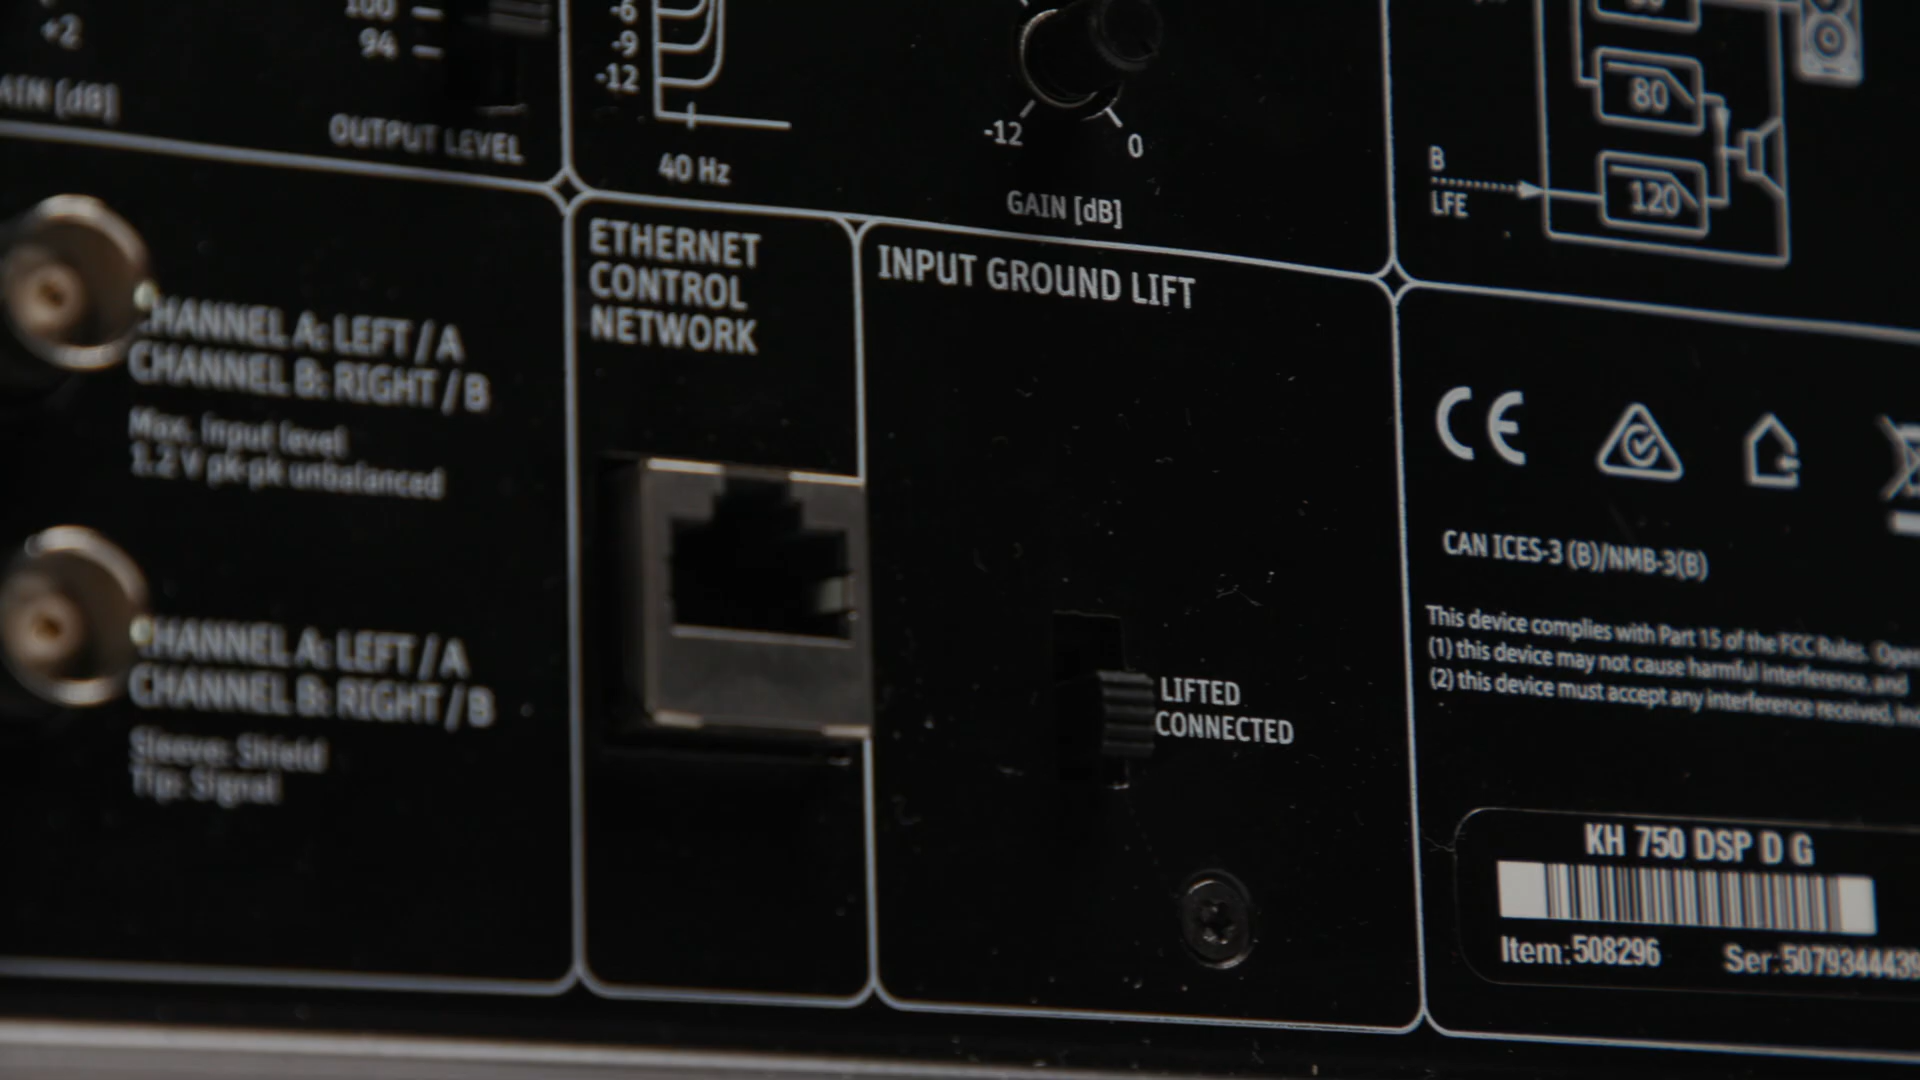 +2
100
94
[dB]
OUTPUT LEVEL
-6
-9
-12
40 Hz
-12
0
GAIN [dB]
80
B
LFE
120
CHANNEL A: LEFT / A
CHANNEL B: RIGHT / B
Max. input level
1.2 V pk-pk unbalanced
CHANNEL A: LEFT / A
CHANNEL B: RIGHT / B
Sleeve: Shield
Tip: Signal
ETHERNET
CONTROL
NETWORK
INPUT GROUND LIFT
LIFTED
CONNECTED
CE
CAN ICES-3 (B)/NMB-3(B)
This device complies with Part 15 of the FCC Rules.
(1) this device may not cause harmful interference, and
(2) this device must accept any interference received,
KH 750 DSP D G
Item:508296 Ser:5079344439